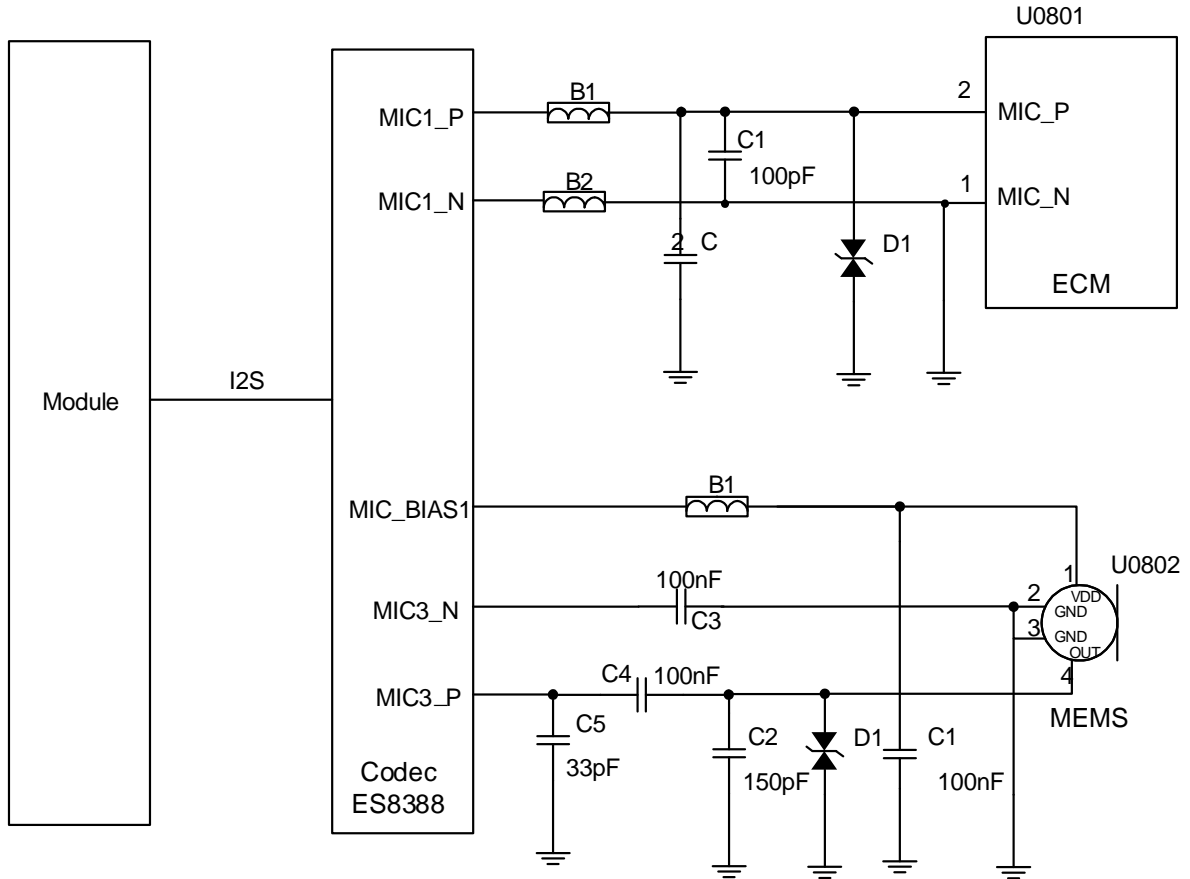 U0801
B1
2
MIC1_P
MIC_P
C1
100pF
B2
1
MIC1_N
MIC_N
2 C
D1
ECM
I2S
Module
B1
MIC_BIAS1
U0802
1
100nF
2
VDD
GND
MIC3_N
C3
3
GND
OUT
C4
100nF
4
MIC3_P
MEMS
C5
C2
D1
C1
33pF
150pF
100nF
Codec
ES8388